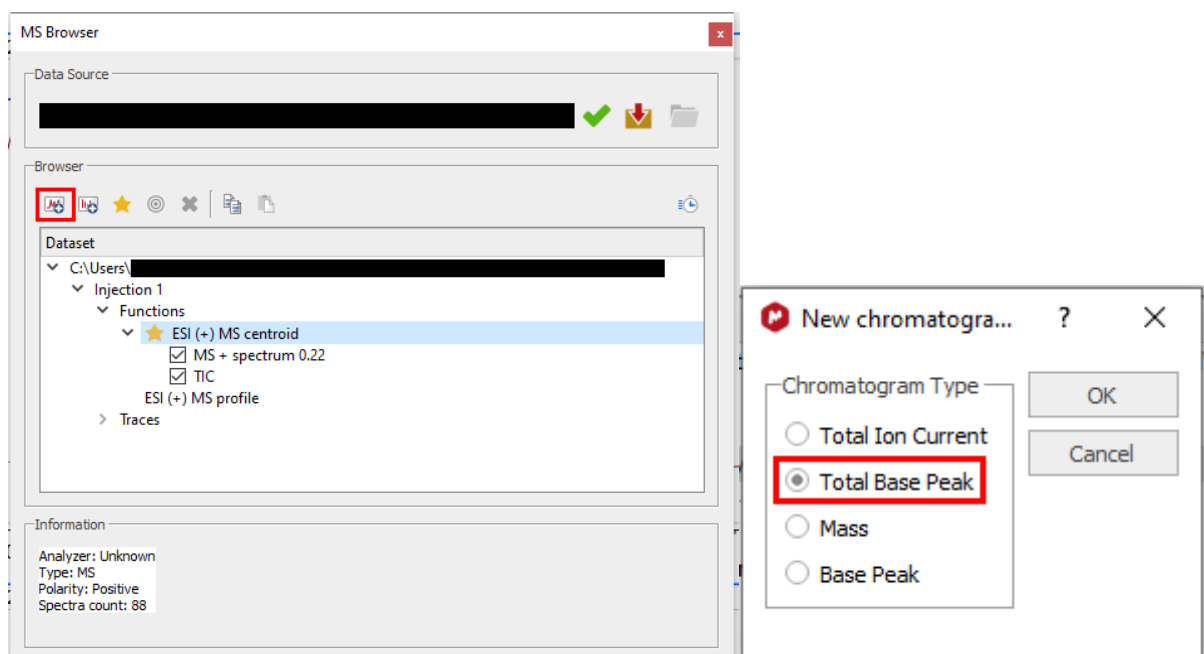 MS Browser
x
Data Source
Browser
Dataset
C:\Users\
Injection 1
Functions
ESI (+) MS centroid
MS + spectrum 0.22
TIC
ESI (+) MS profile
Traces
Information
Analyzer: Unknown
Type: MS
Polarity: Positive
Spectra count: 88
New chromatogra... ?
Chromatogram Type
Total Ion Current
Total Base Peak
Mass
Base Peak
OK
Cancel